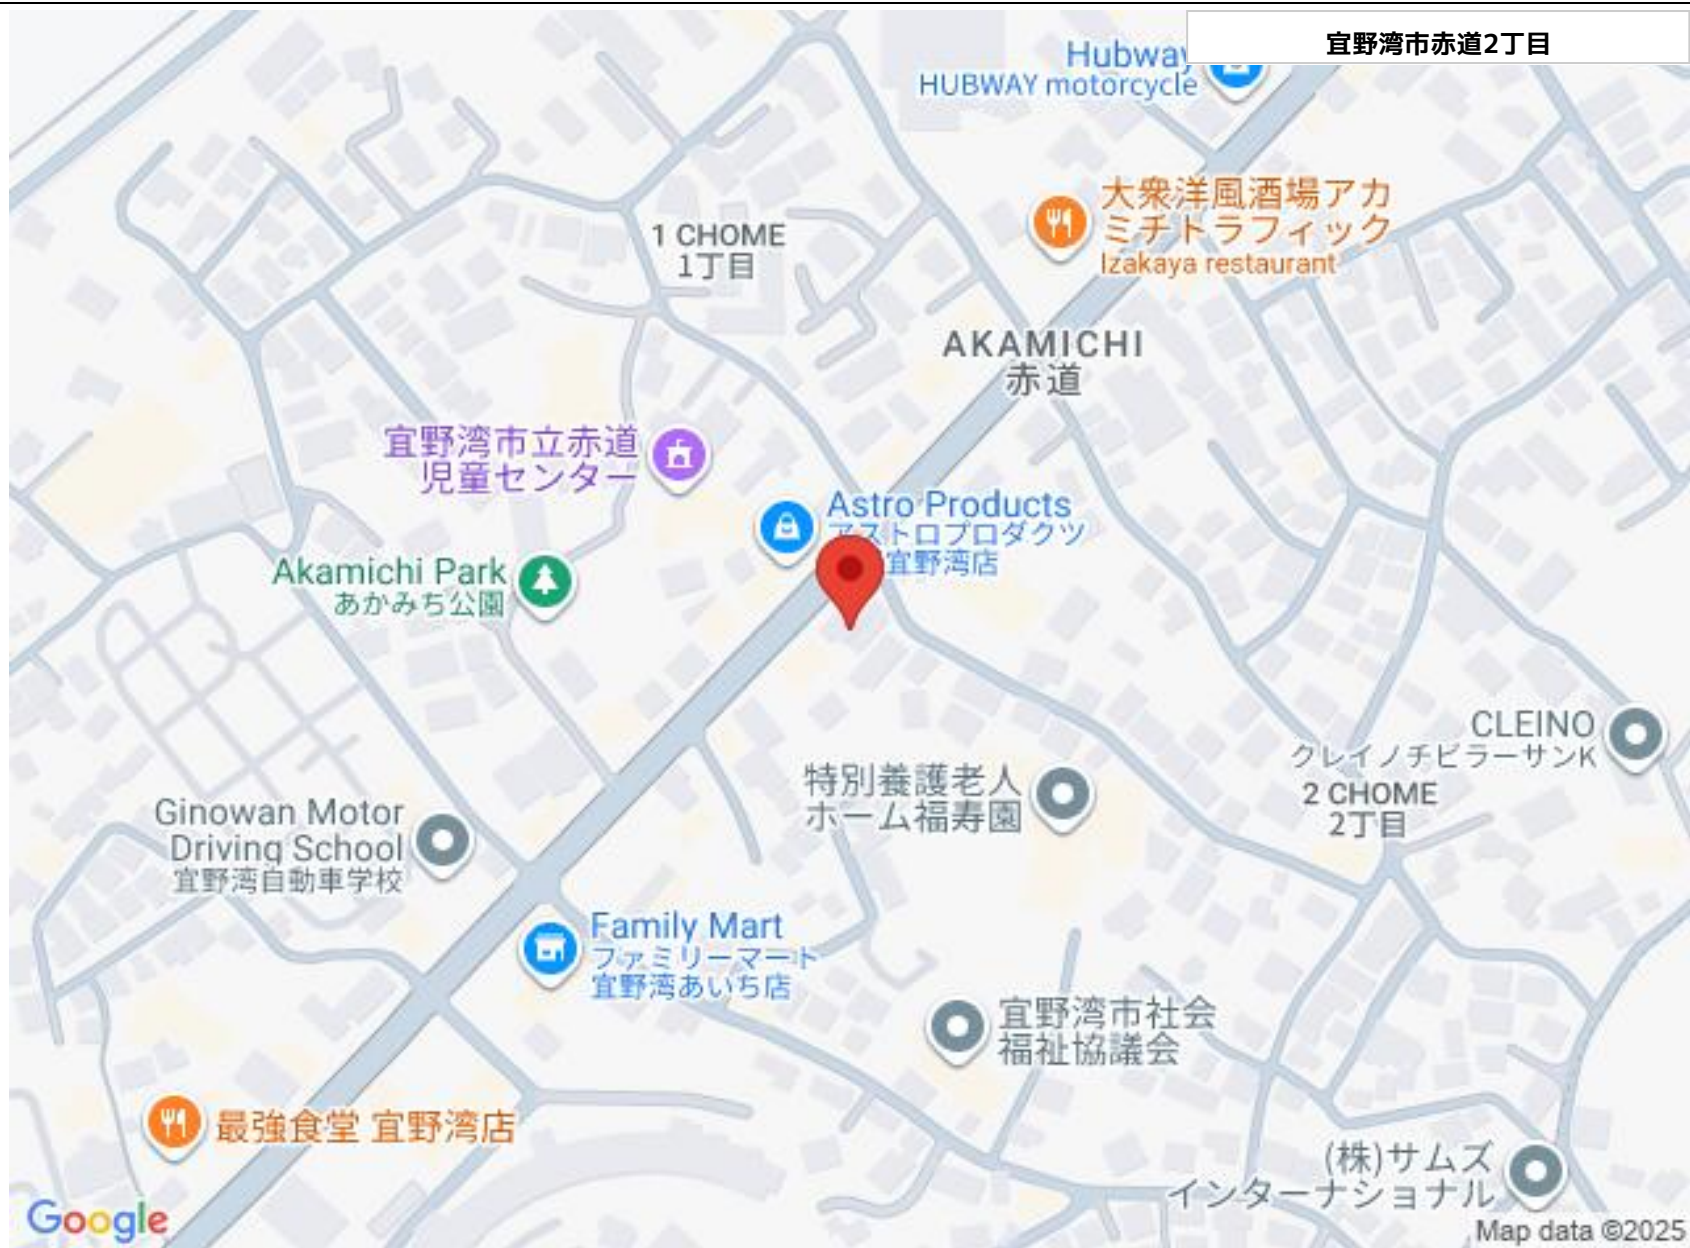 宜野湾市赤道2丁目
Hubway
HUBWAY motorcycle
大衆洋風酒場アカ
ミチトラフィック
Izakaya restaurant
1 CHOME
1丁目
AKAMICHI
赤道
宜野湾市立赤道
児童センター
Astro Products
アストロプロダクツ
宜野湾店
Akamichi Park
あかみち公園
CLEINO
クレイノチビラーサンK
2 CHOME
2丁目
特別養護老人
ホーム福寿園
Ginowan Motor
Driving School
宜野湾自動車学校
Family Mart
ファミリーマート
宜野湾あいち店
宜野湾市社会
福祉協議会
最強食堂 宜野湾店
(株)サムズ
インターナショナル
Google
Map data ©2025